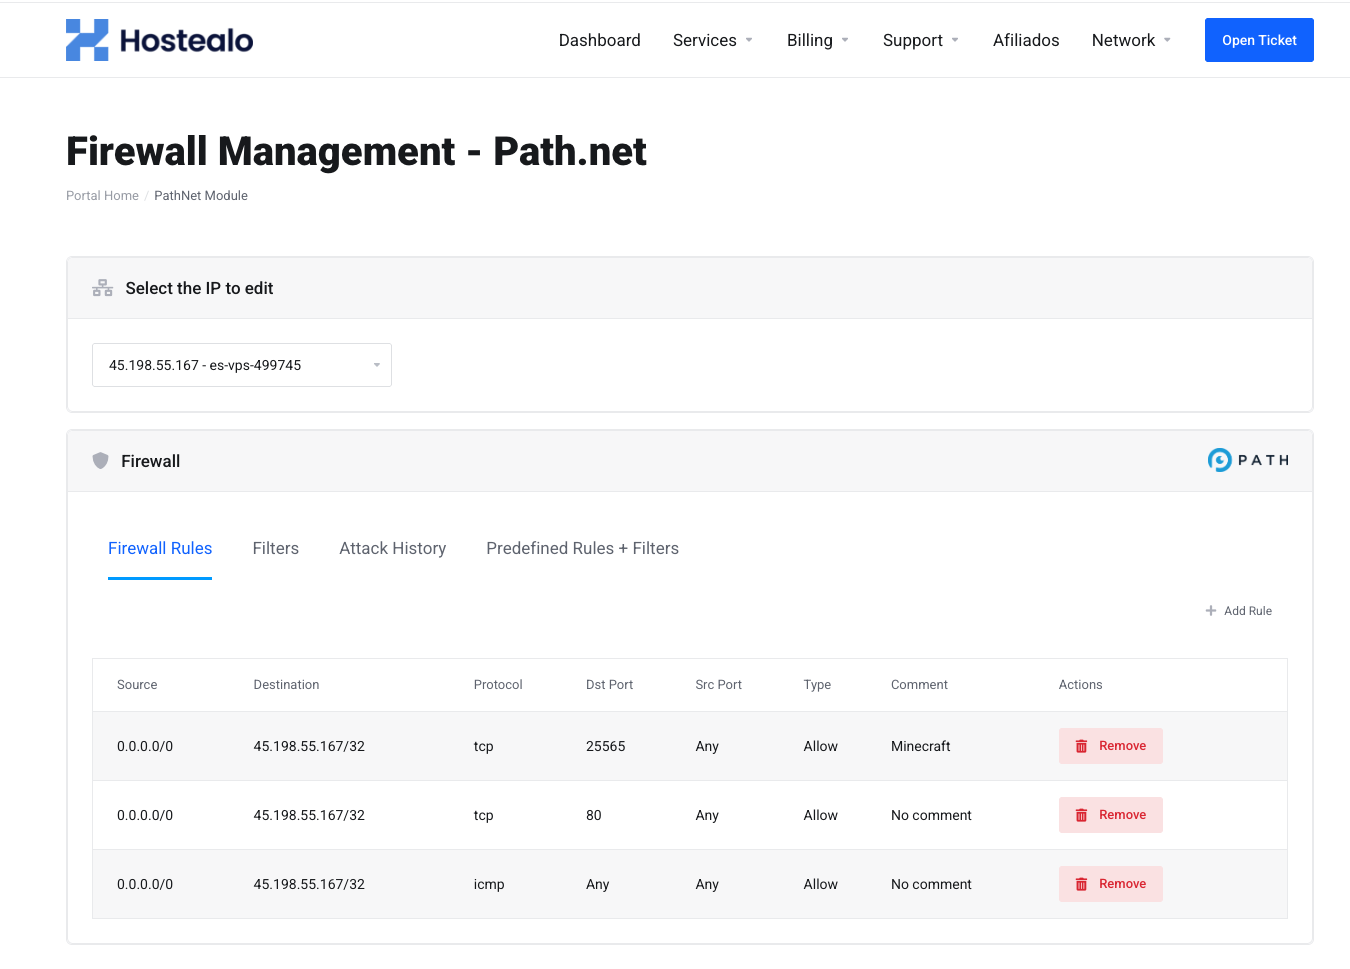 Hostealo
Dashboard Services Billing Support Afiliados Network Open Ticket
Firewall Management - Path.net
Portal Home / PathNet Module
Select the IP to edit
45.198.55.167 - es-vps-499745
Firewall PATH
Firewall Rules Filters Attack History Predefined Rules + Filters
+ Add Rule
Source Destination Protocol Dst Port Src Port Type Comment Actions
0.0.0.0/0 45.198.55.167/32 tcp 25565 Any Allow Minecraft Remove
0.0.0.0/0 45.198.55.167/32 tcp 80 Any Allow No comment Remove
0.0.0.0/0 45.198.55.167/32 icmp Any Any Allow No comment Remove